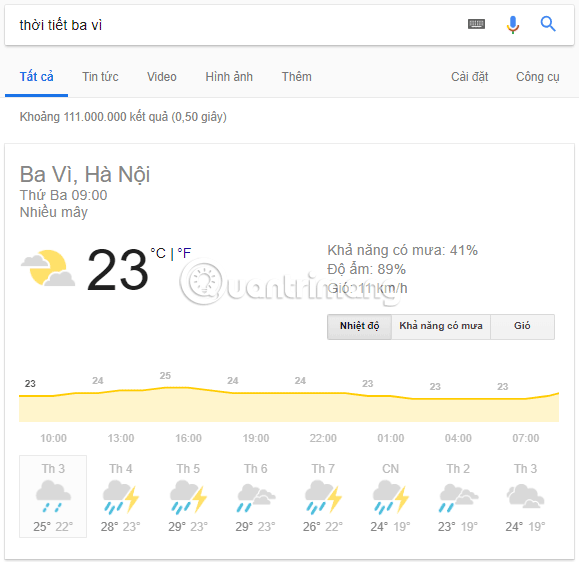 thời tiết ba vì
Tất cả Tin tức Video Hình ảnh Thêm Cài đặt Công cụ
Khoảng 111.000.000 kết quả (0,50 giây)
Ba Vì, Hà Nội
Thứ Ba 09:00
Nhiều mây
23 °C | °F
Khả năng có mưa: 41%
Độ ẩm: 89%
Gió: 11 km/h
Quantrimang
Nhiệt độ Khả năng có mưa Gió
23 24 25 24 24 23 23 23
10:00 13:00 16:00 19:00 22:00 01:00 04:00 07:00
Th 3 Th 4 Th 5 Th 6 Th 7 CN Th 2 Th 3
25° 22° 28° 23° 29° 23° 29° 23° 26° 22° 24° 19° 23° 19° 24° 19°